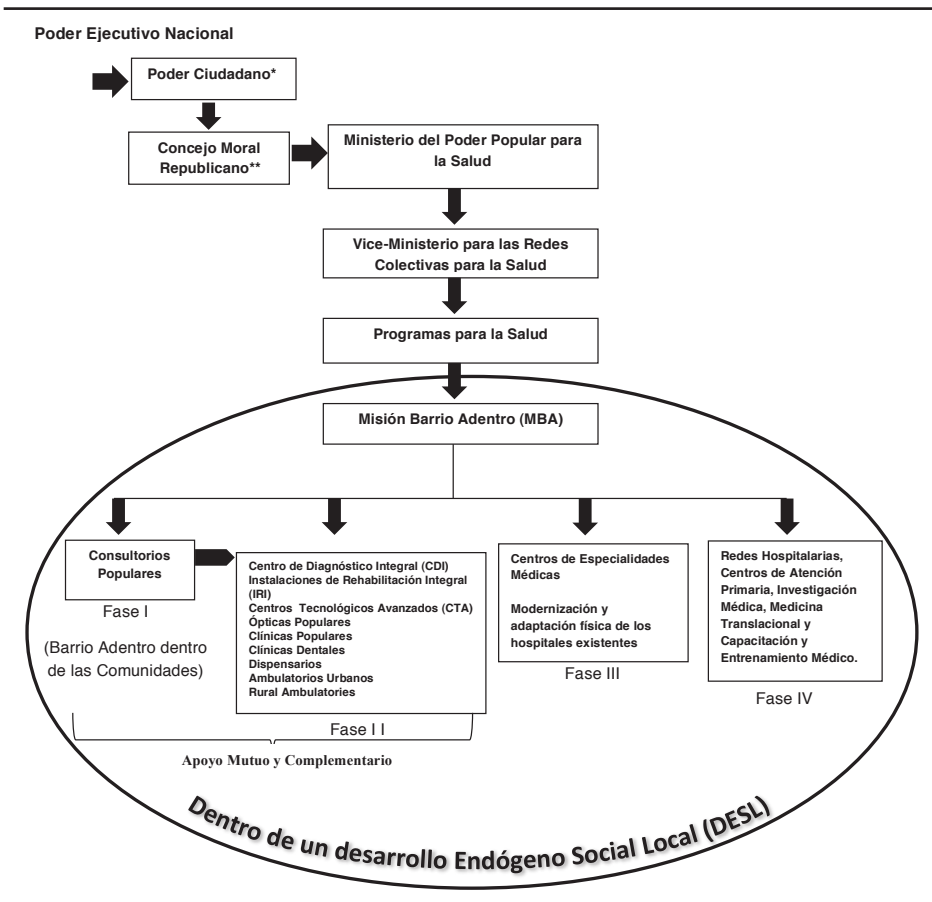 Poder Ejecutivo Nacional
Poder Ciudadano*
Concejo Moral
Republicano**
Ministerio del Poder Popular para
la Salud
Vice-Ministerio para las Redes
Colectivas para la Salud
Programas para la Salud
Misión Barrio Adentro (MBA)
Consultorios
Populares
Fase I
(Barrio Adentro dentro
de las Comunidades)
Centro de Diagnóstico Integral (CDI)
Instalaciones de Rehabilitación Integral
(IRI)
Centros Tecnológicos Avanzados (CTA)
Ópticas Populares
Clínicas Populares
Clínicas Dentales
Dispensarios
Ambulatorios Urbanos
Rural Ambulatories
Fase I I
Apoyo Mutuo y Complementario
Centros de Especialidades
Médicas
Modernización y
adaptación física de los
hospitales existentes
Fase III
Redes Hospitalarias,
Centros de Atención
Primaria, Investigación
Médica, Medicina
Translacional y
Capacitación y
Entrenamiento Médico.
Fase IV
Dentro de un desarrollo Endógeno Social Local (DESL)